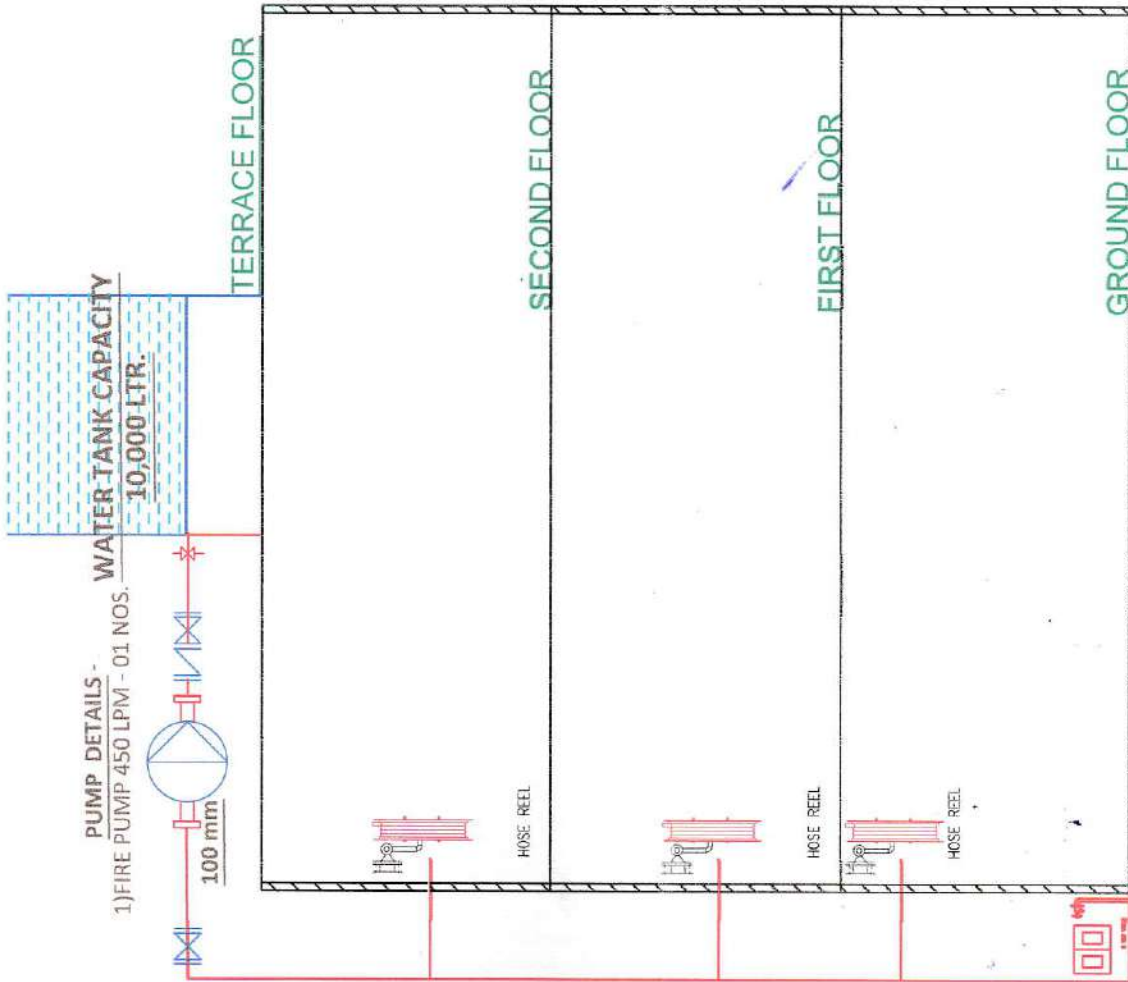 PUMP DETAILS -
1)FIRE PUMP 450 LPM - 01 NOS.
WATER TANK CAPACITY
10,000 LTR.
100 mm
TERRACE FLOOR
HOSE REEL
SECOND FLOOR
HOSE REEL
FIRST FLOOR
HOSE REEL
GROUND FLOOR